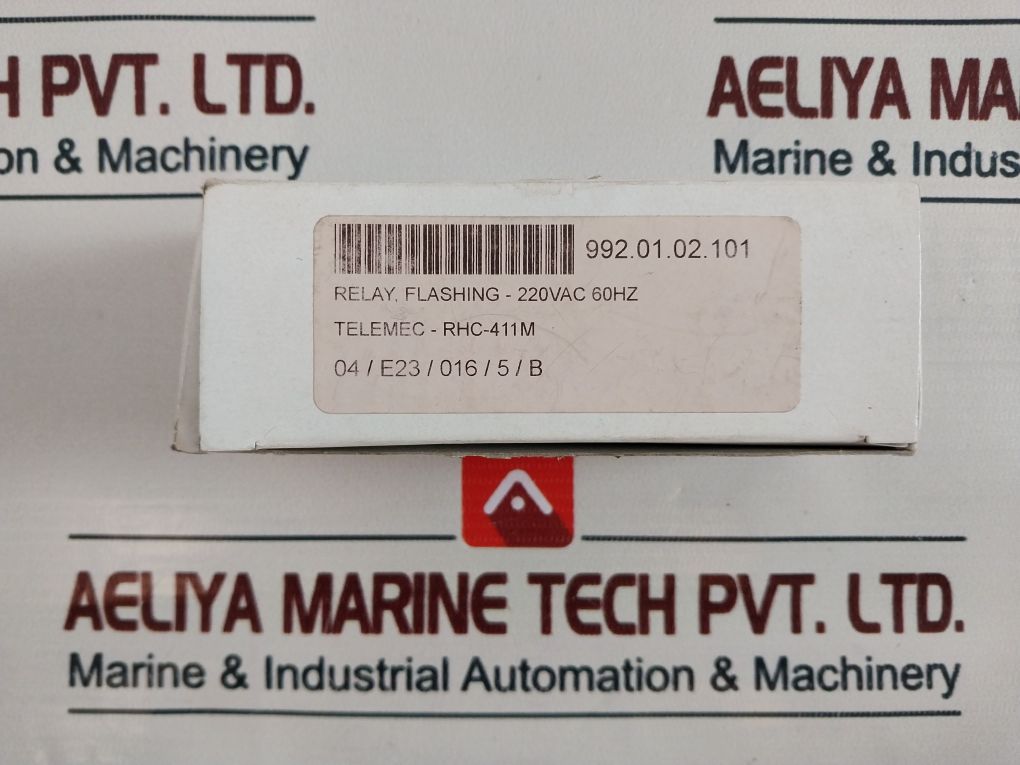 H PVT. LTD.
AELIYA MA
on & Machinery
Marine & Indus
992.01.02.101
RELAY, FLASHING - 220VAC 60HZ
TELEMEC - RHC-411M
04 / E23 / 016 / 5 / B
AELIYA MARINE TECH PVT. LTD.
Marine & Industrial Automation & Machinery